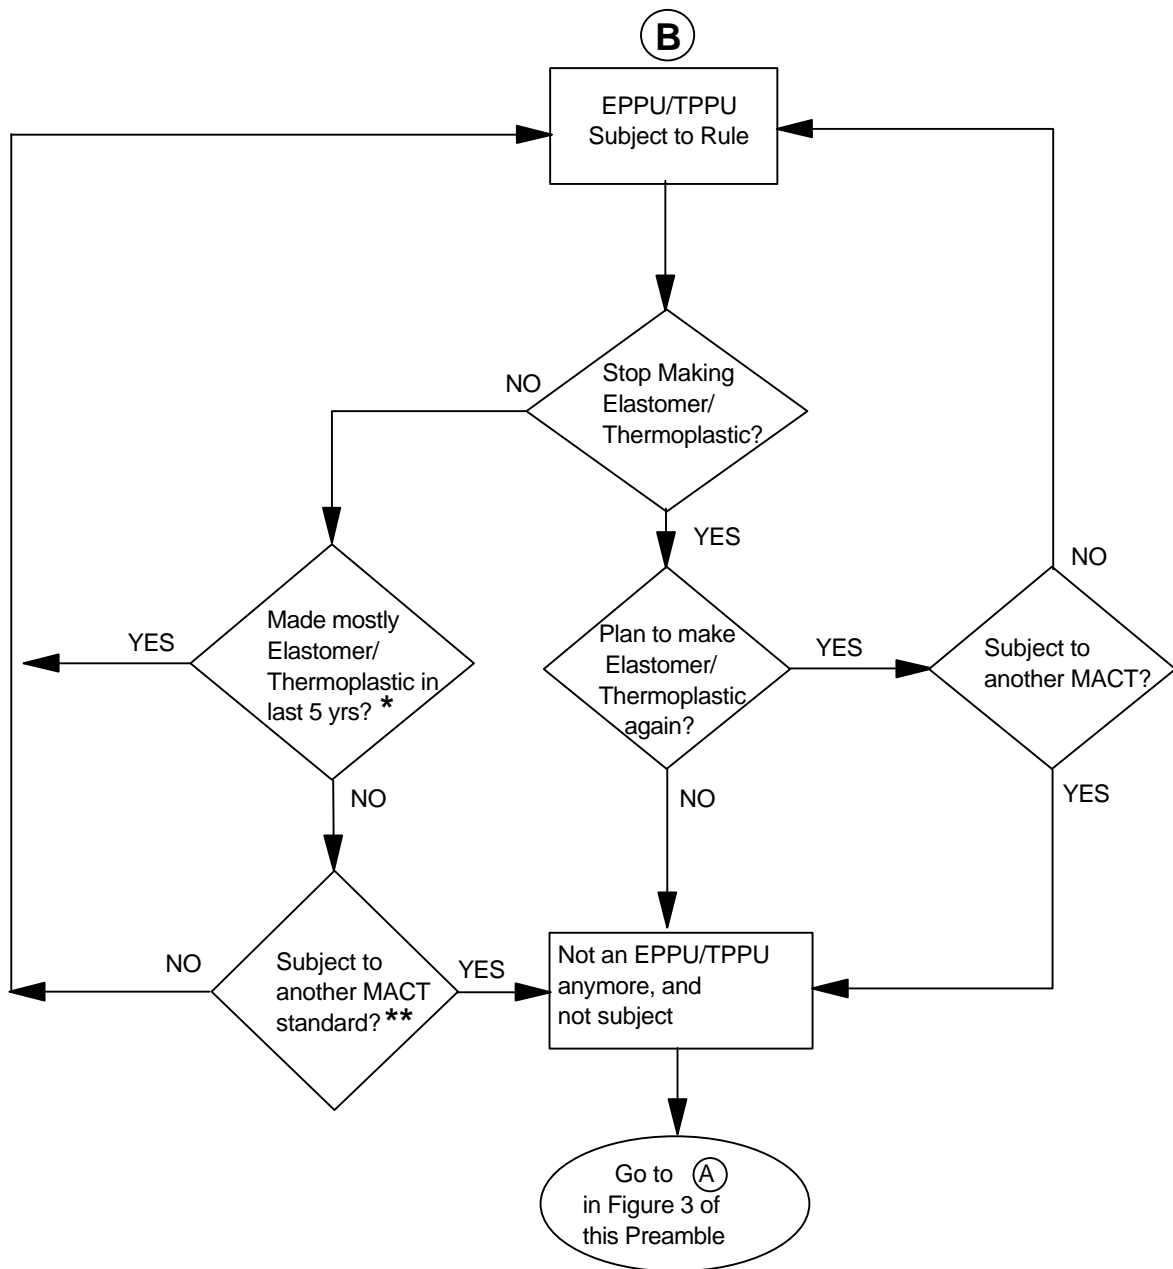 B
EPPU/TPPU
Subject to Rule
NO
Stop Making
Elastomer/
Thermoplastic?
YES
NO
YES
Made mostly
Elastomer/
Thermoplastic in
last 5 yrs? *
Plan to make
Elastomer/
Thermoplastic
again?
YES
Subject to
another MACT?
NO
NO
YES
NO
Subject to
another MACT
standard? **
YES
Not an EPPU/TPPU
anymore, and
not subject
Go to A
in Figure 3 of
this Preamble